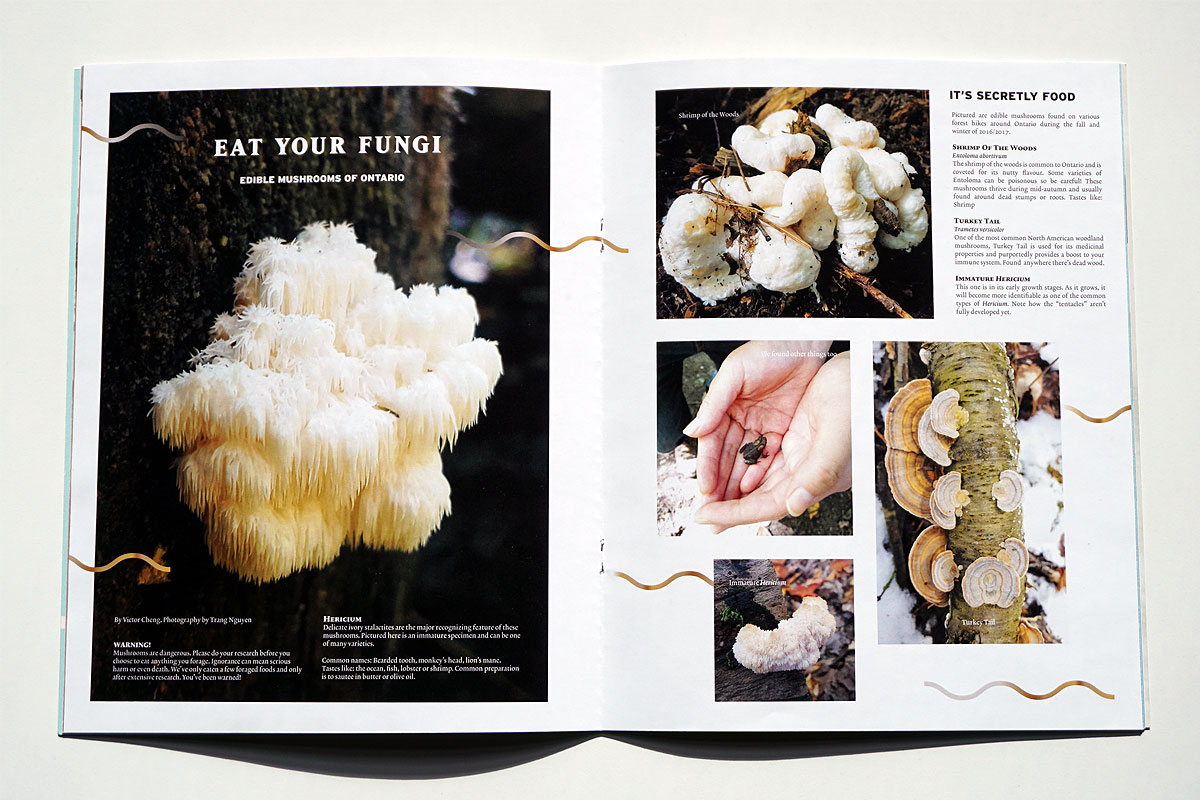 EAT YOUR FUNGI
EDIBLE MUSHROOMS OF ONTARIO
By Victor Cheng, Photography by Trang Nguyen
WARNING!
Mushrooms are dangerous. Please do your research before you
choose to eat anything you forage. Ignorance can mean serious
harm or even death. We've only eaten a few foraged foods and only
after extensive research. You've been warned!
HERICIUM
Delicate ivory stalactites are the major recognizing feature of these
mushrooms. Pictured here is an immature specimen and can be one
of many varieties.
Common names: Bearded tooth, monkey's head, lion's mane.
Tastes like: the ocean, fish, lobster or shrimp. Common preparation
is to sautee in butter or olive oil.
Shrimp of the Woods
IT'S SECRETLY FOOD
Pictured are edible mushrooms found on various
forest hikes around Ontario during the fall and
winter of 2016/2017.
SHRIMP OF THE WOODS
Entoloma abortivum
The shrimp of the woods is common to Ontario and is
coveted for its nutty flavour. Some varieties of
Entoloma can be poisonous so be careful! These
mushrooms thrive during mid-autumn and usually
found around dead stumps or roots. Tastes like:
Shrimp
TURKEY TAIL
Trametes versicolor
One of the most common North American woodland
mushrooms, Turkey Tail is used for its medicinal
properties and purportedly provides a boost to your
immune system. Found anywhere there's dead wood.
IMMATURE HERICIUM
This one is in its early growth stages. As it grows, it
will become more identifiable as one of the common
types of Hericium. Note how the "tentacles" aren't
fully developed yet.
We found other things too
Immature Hericium
Turkey Tail